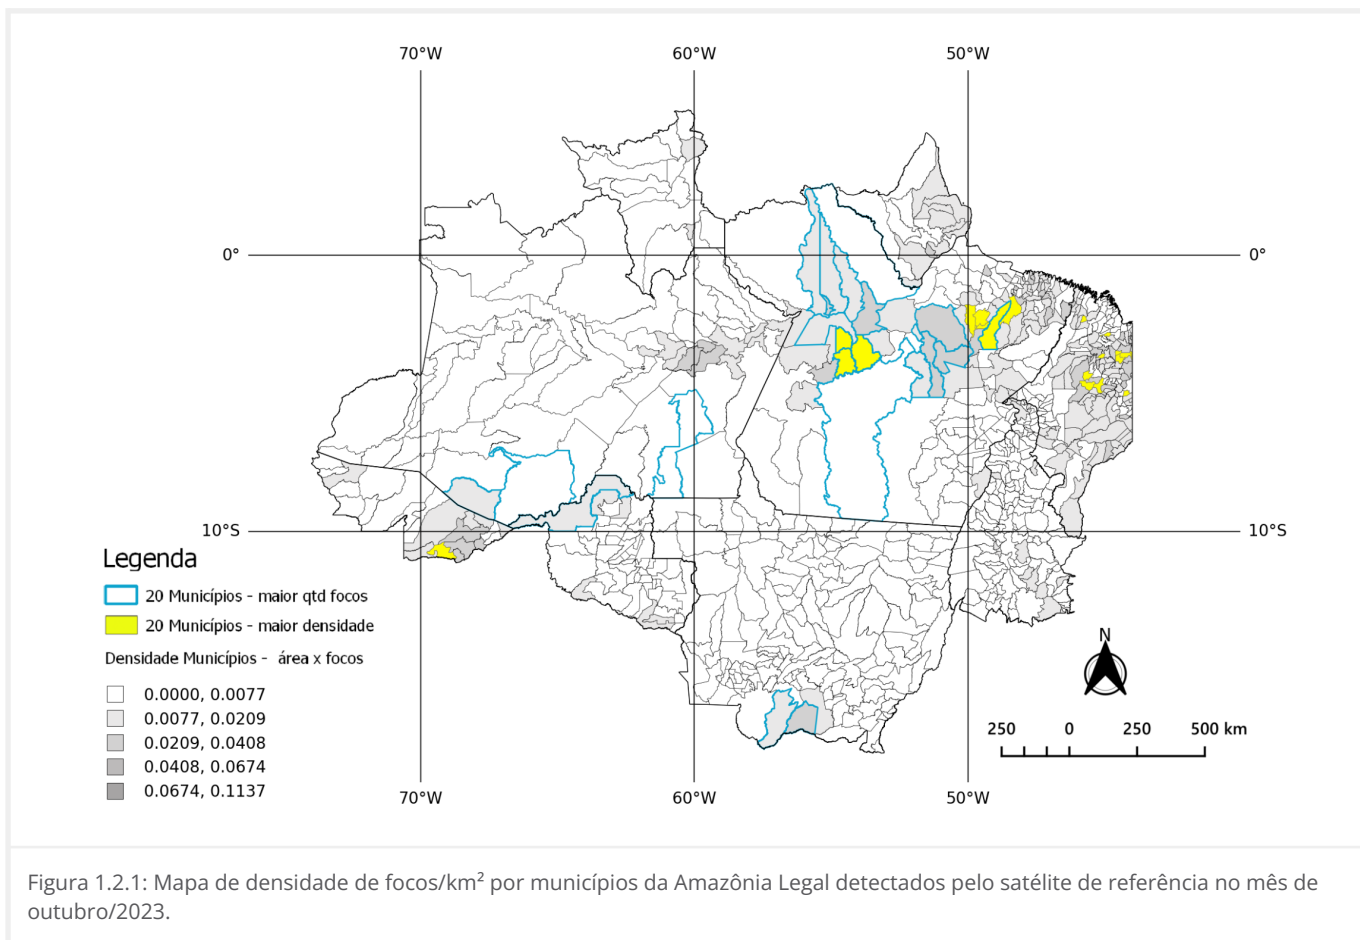 70°W 60°W 50°W
0° 0°
10°S 10°S
Legenda
20 Municípios - maior qtd focos
20 Municípios - maior densidade
Densidade Municípios - área x focos
0.0000, 0.0077
0.0077, 0.0209
0.0209, 0.0408
0.0408, 0.0674
0.0674, 0.1137
N
250 0 250 500 km
70°W 60°W 50°W
Figura 1.2.1: Mapa de densidade de focos/km² por municípios da Amazônia Legal detectados pelo satélite de referência no mês de
outubro/2023.